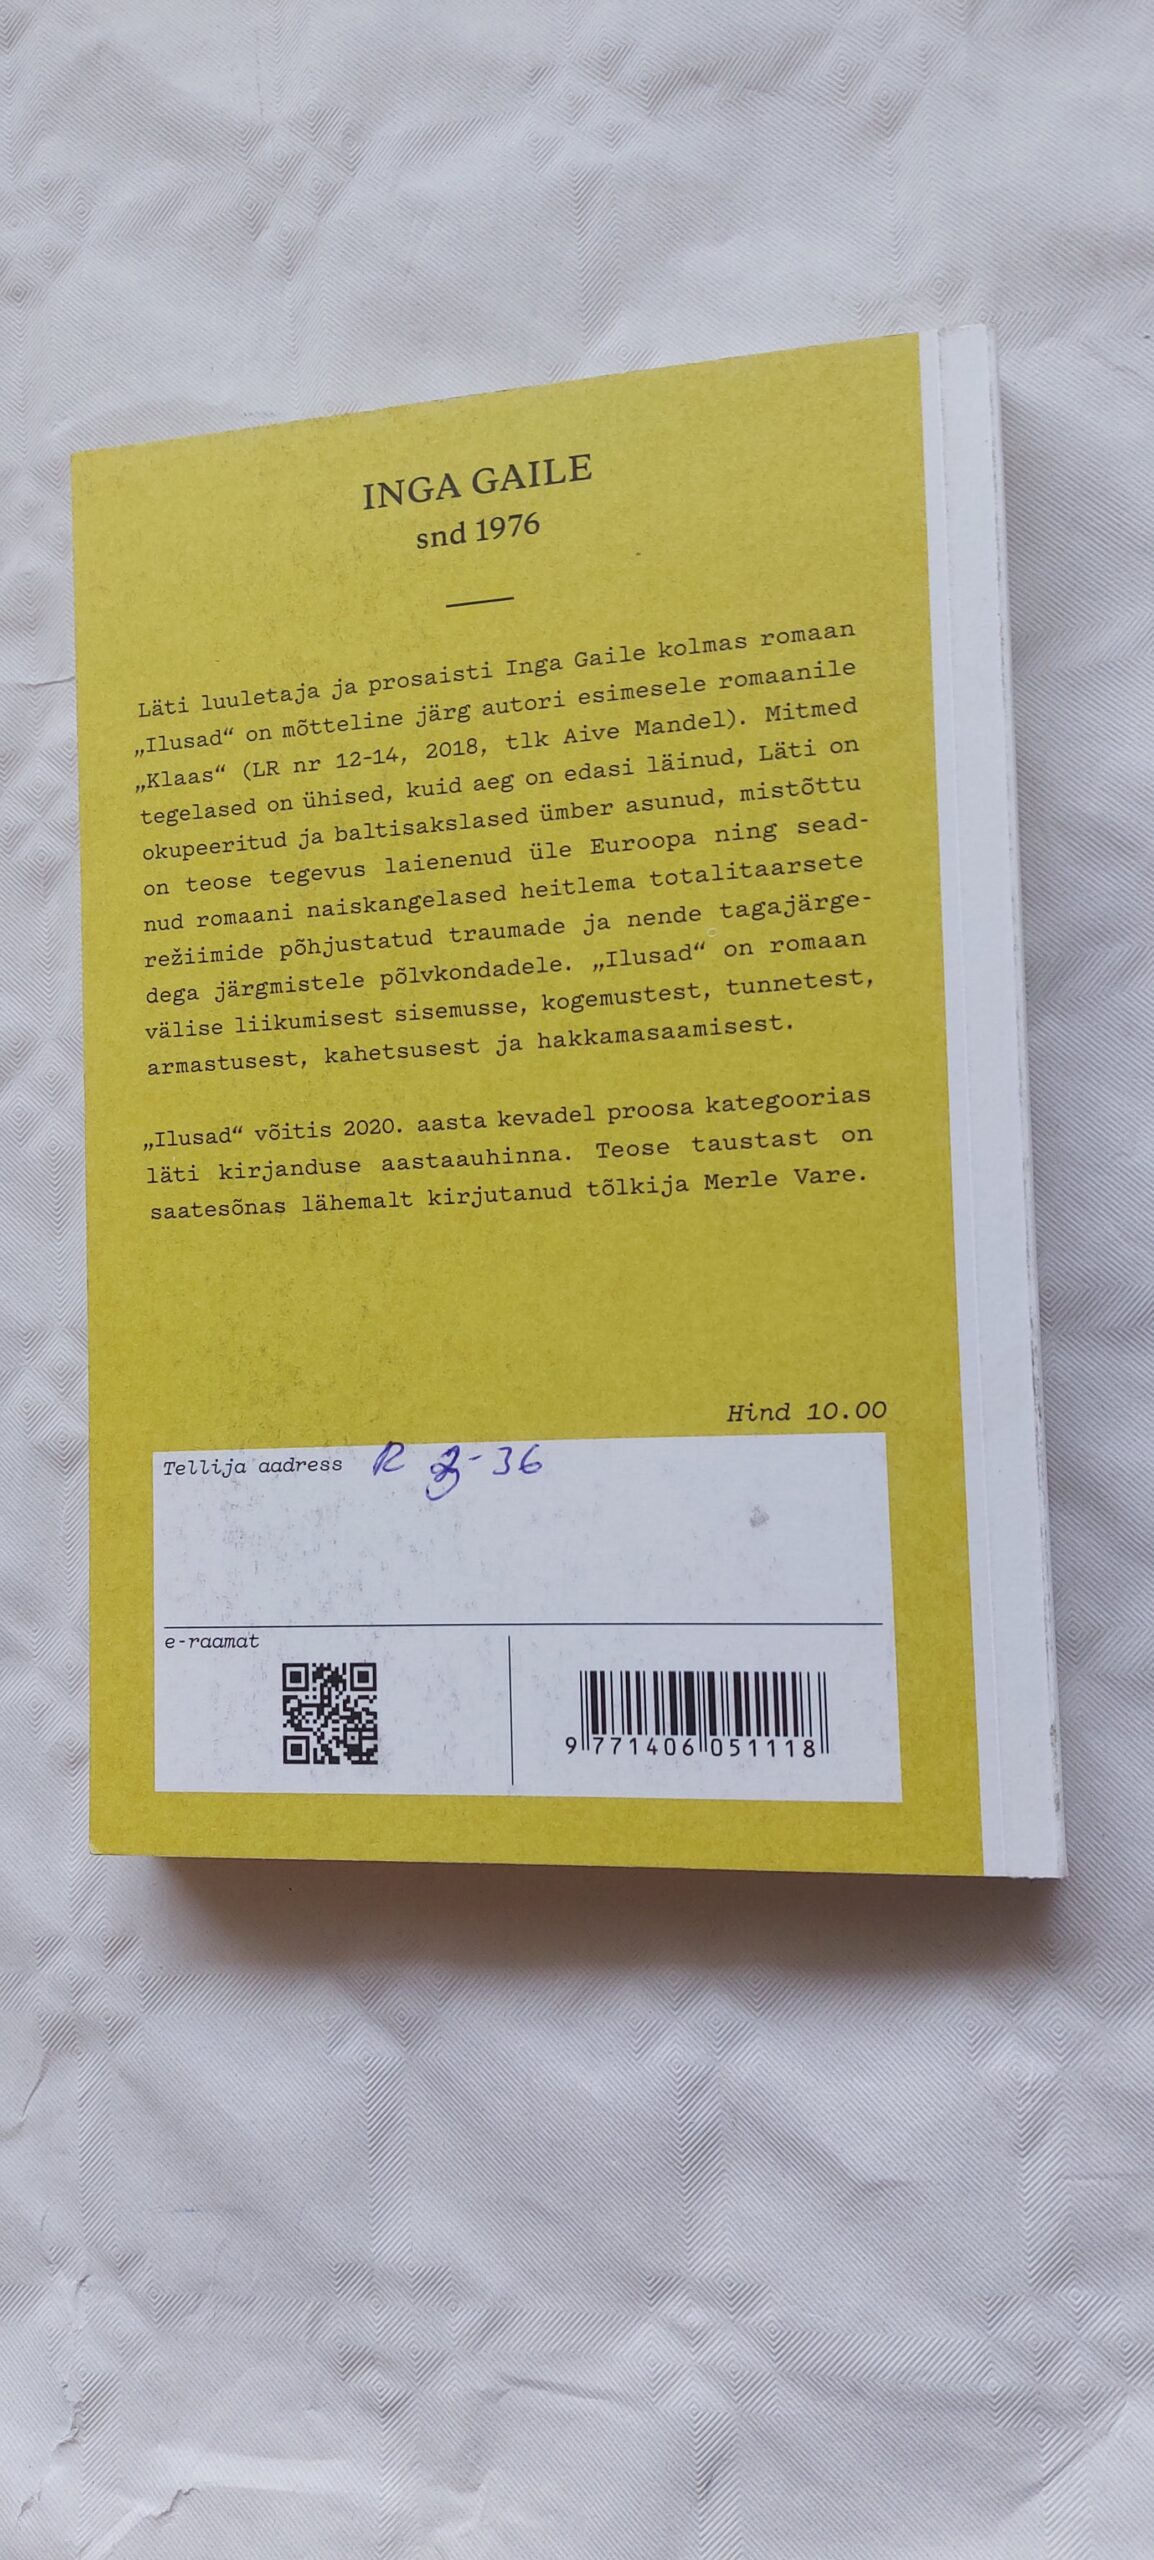 INGA GAILE
snd 1976
Läti luuletaja ja prosaisti Inga Gaile kolmas romaan
„Ilusad“ on mõtteline järg autori esimesele romaanile
„Klaas“ (LR nr 12-14, 2018, tlk Aive Mandel). Mitmed
tegelased on ühised, kuid aeg on edasi läinud, Läti on
okupeeritud ja baltisakslased ümber asunud, mistõttu
on teose tegevus laienenud üle Euroopa ning sead-
nud romaani naiskangelased heitlema totalitaarsete
režiimide põhjustatud traumade ja nende tagajärge-
dega järgmistele põlvkondadele. „Ilusad“ on romaan
välise liikumisest sisemusse, kogemustest, tunnetest,
armastusest, kahetsusest ja hakkamasaamisest.
„Ilusad“ võitis 2020. aasta kevadel proosa kategoorias
läti kirjanduse aastaauhinna. Teose taustast on
saatesõnas lähemalt kirjutanud tõlkija Merle Vare.
Hind 10.00
Tellija aadress R 3-36
e-raamat
9 771406 051118